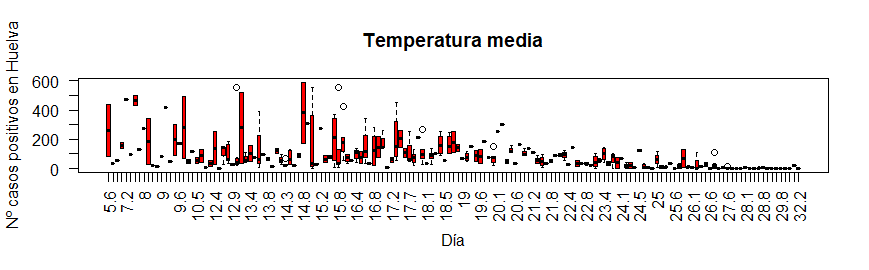 Temperatura media
Nº casos positivos en Huelva
600
400
200
0
5.6 7.2 8 9 9.6 10.5 12.4 12.9 13.4 13.8 14.3 14.8 15.2 15.8 16.4 16.8 17.2 17.7 18.1 18.5 19 19.6 20.1 20.6 21.2 21.8 22.4 22.8 23.4 24.1 24.5 25 25.6 26.1 26.6 27.6 28.1 28.8 29.8 32.2
Día